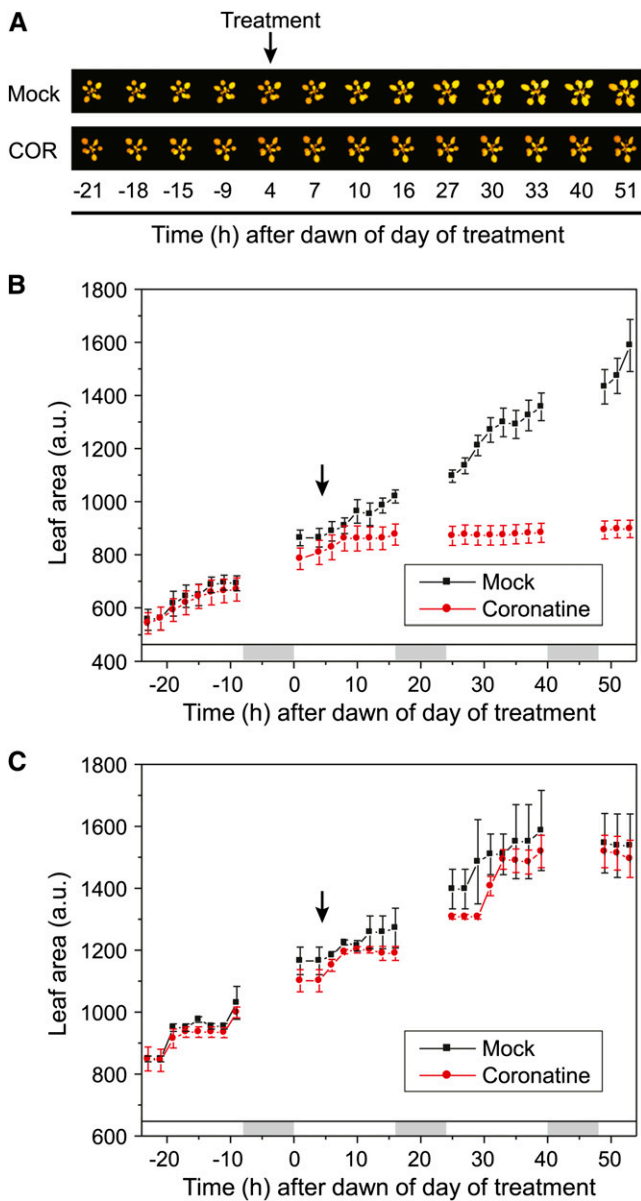 A
Treatment
Mock
COR
-21 -18 -15 -9 4 7 10 16 27 30 33 40 51
Time (h) after dawn of day of treatment
B
1800
1600
1400
1200
1000
800
600
400
Leaf area (a.u.)
Mock
Coronatine
-20 -10 0 10 20 30 40 50
Time (h) after dawn of day of treatment
C
1800
1600
1400
1200
1000
800
600
Leaf area (a.u.)
Mock
Coronatine
-20 -10 0 10 20 30 40 50
Time (h) after dawn of day of treatment